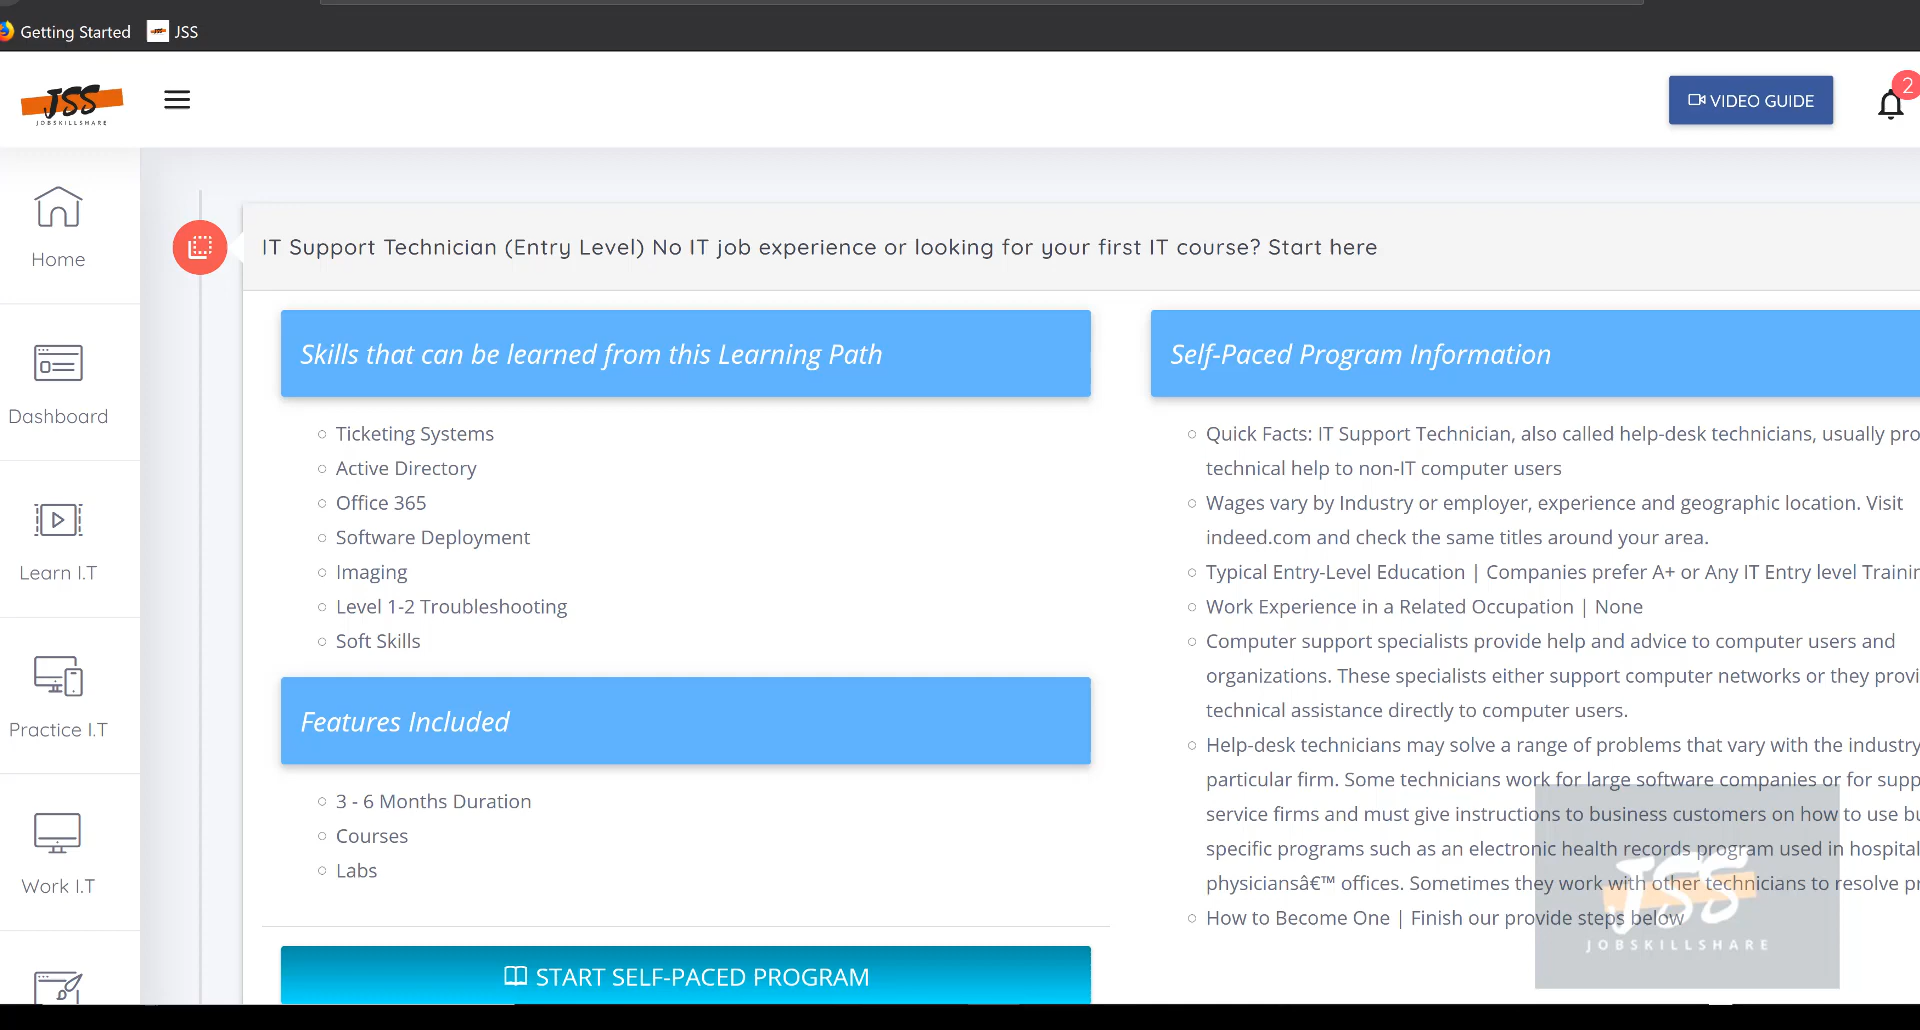 Getting Started JSS
JSS
JOBSKILLSHARE
VIDEO GUIDE
2
Home
Dashboard
Learn I.T
Practice I.T
Work I.T
IT Support Technician (Entry Level) No IT job experience or looking for your first IT course? Start here
Skills that can be learned from this Learning Path
Ticketing Systems
Active Directory
Office 365
Software Deployment
Imaging
Level 1-2 Troubleshooting
Soft Skills
Features Included
3 - 6 Months Duration
Courses
Labs
START SELF-PACED PROGRAM
Self-Paced Program Information
Quick Facts: IT Support Technician, also called help-desk technicians, usually pro
technical help to non-IT computer users
Wages vary by Industry or employer, experience and geographic location. Visit
indeed.com and check the same titles around your area.
Typical Entry-Level Education | Companies prefer A+ or Any IT Entry level Trainin
Work Experience in a Related Occupation | None
Computer support specialists provide help and advice to computer users and
organizations. These specialists either support computer networks or they provi
technical assistance directly to computer users.
Help-desk technicians may solve a range of problems that vary with the industry
particular firm. Some technicians work for large software companies or for supp
service firms and must give instructions to business customers on how to use bu
specific programs such as an electronic health records program used in hospital
physiciansâ€™ offices. Sometimes they work with other technicians to resolve pr
How to Become One | Finish our provide steps below
JSS
JOBSKILLSHARE